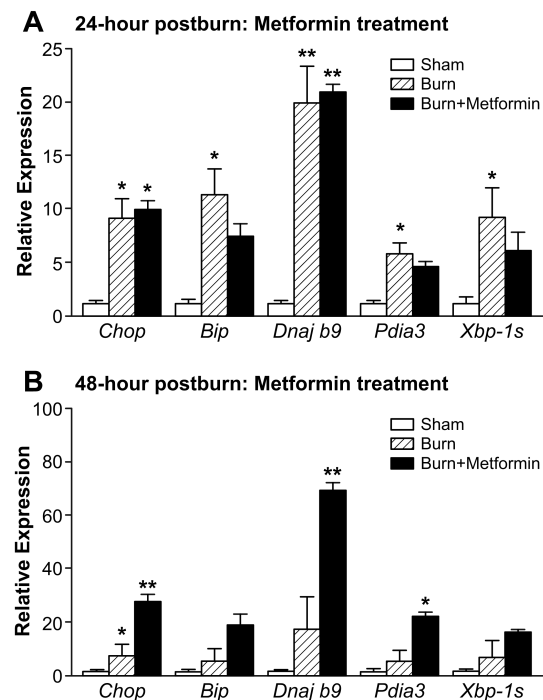 A 24-hour postburn: Metformin treatment
25
20
15
10
5
0
Relative Expression
Sham
Burn
Burn+Metformin
* * * ** ** * *
Chop Bip Dnaj b9 Pdia3 Xbp-1s
B 48-hour postburn: Metformin treatment
100
80
60
40
20
0
Relative Expression
Sham
Burn
Burn+Metformin
* ** ** *
Chop Bip Dnaj b9 Pdia3 Xbp-1s